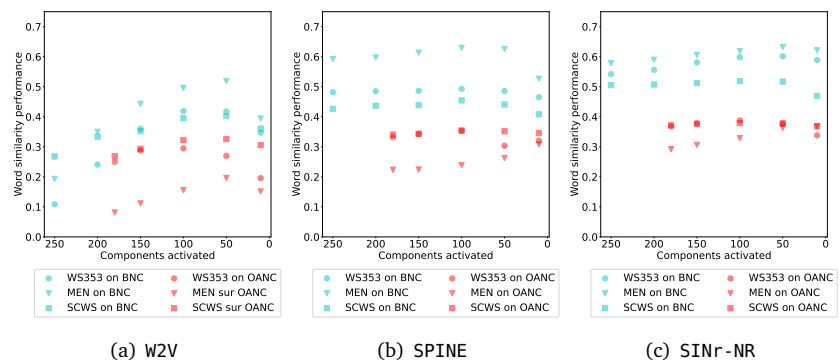 0.7
0.6
0.5
0.4
0.3
0.2
0.1
0.0
Word similarity performance
250 200 150 100 50 0
Components activated
WS353 on BNC
MEN on BNC
SCWS on BNC
WS353 on OANC
MEN sur OANC
SCWS sur OANC
(a) W2V
0.7
0.6
0.5
0.4
0.3
0.2
0.1
0.0
Word similarity performance
250 200 150 100 50 0
Components activated
WS353 on BNC
MEN on BNC
SCWS on BNC
WS353 on OANC
MEN on OANC
SCWS on OANC
(b) SPINE
0.7
0.6
0.5
0.4
0.3
0.2
0.1
0.0
Word similarity performance
250 200 150 100 50 0
Components activated
WS353 on BNC
MEN on BNC
SCWS on BNC
WS353 on OANC
MEN on OANC
SCWS on OANC
(c) SINr-NR